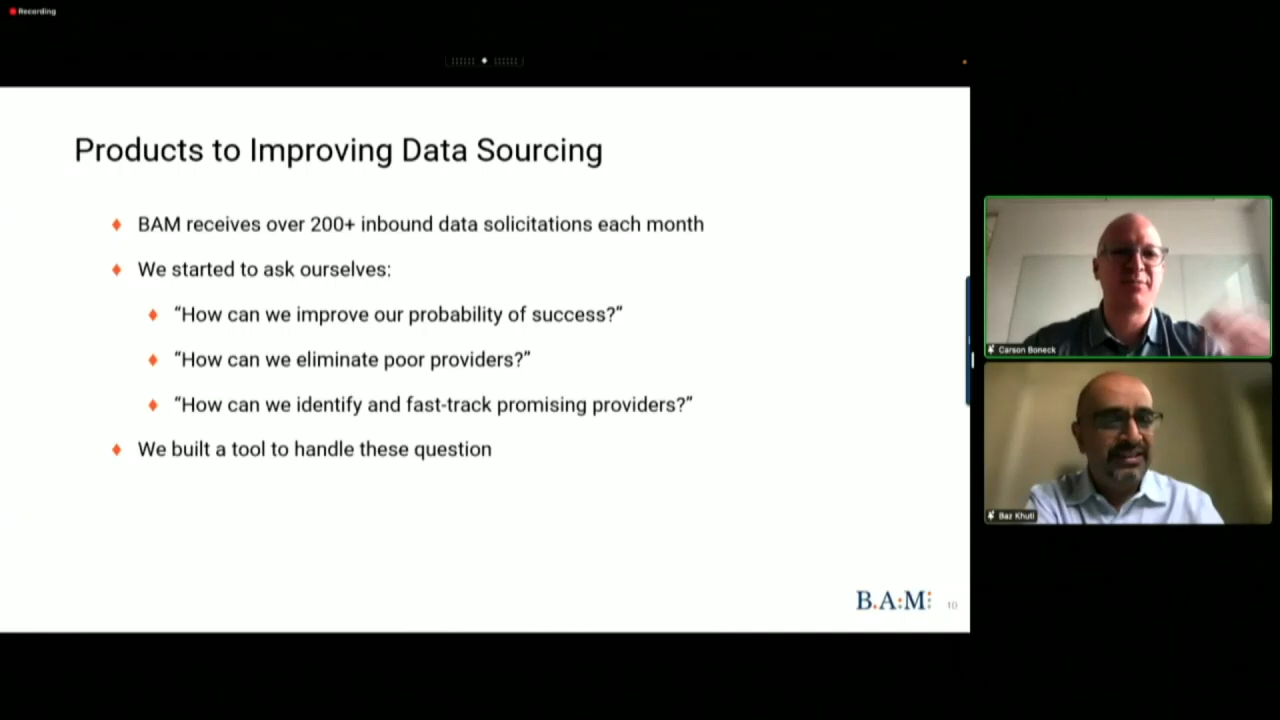 Recording
Products to Improving Data Sourcing
BAM receives over 200+ inbound data solicitations each month
We started to ask ourselves:
“How can we improve our probability of success?”
“How can we eliminate poor providers?”
“How can we identify and fast-track promising providers?”
We built a tool to handle these question
B.A.M
10
Carson Boneck
Baz Khuti